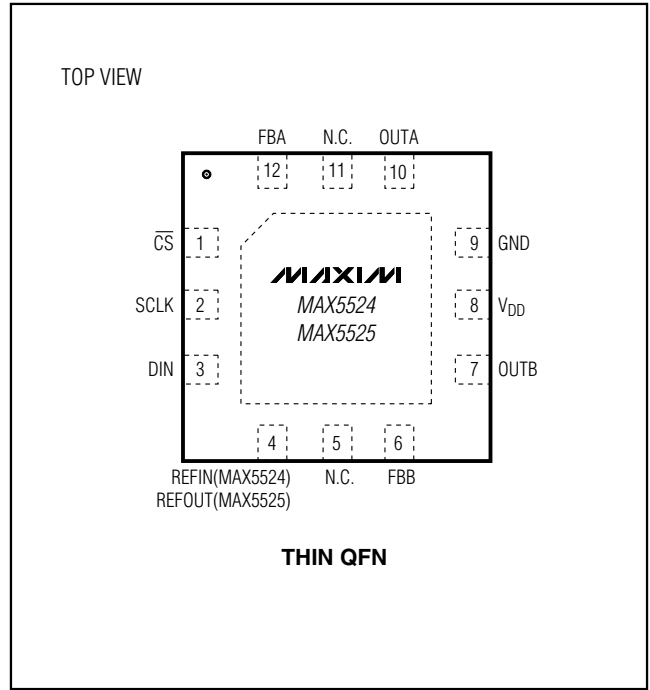 TOP VIEW
FBA N.C. OUTA
12 11 10
C̅S̅ 1 9 GND
MAXIM
SCLK 2 MAX5524 8 VDD
MAX5525
DIN 3 7 OUTB
4 5 6
REFIN(MAX5524) N.C. FBB
REFOUT(MAX5525)
THIN QFN